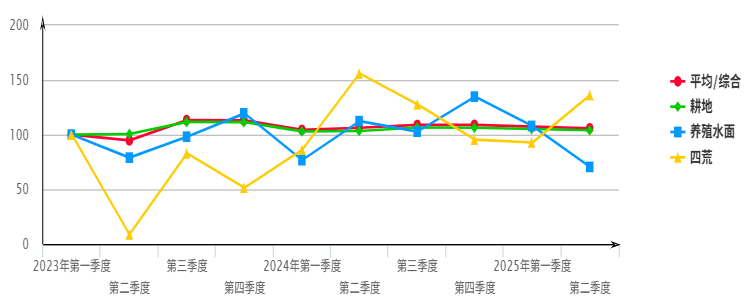 200
150
100
50
0
2023年第一季度
第二季度
第三季度
第四季度
2024年第一季度
第二季度
第三季度
第四季度
2025年第一季度
第二季度
平均/综合
耕地
养殖水面
四荒